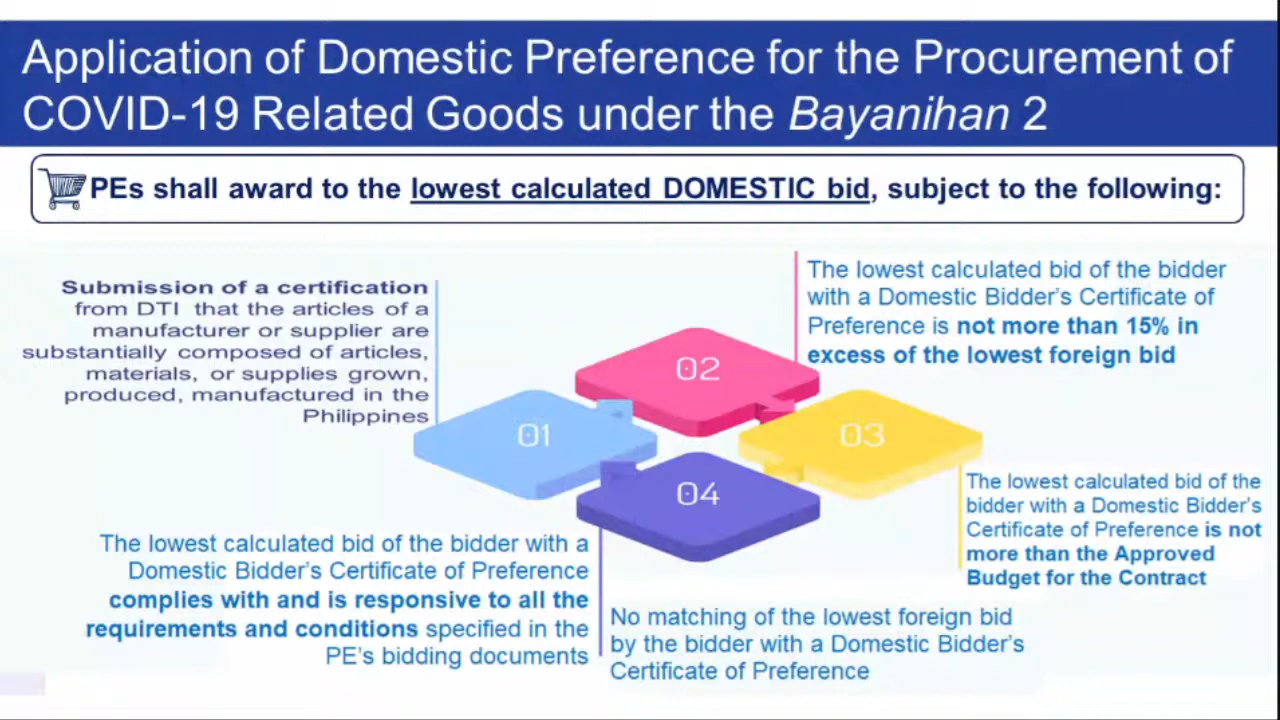 Application of Domestic Preference for the Procurement of
COVID-19 Related Goods under the Bayanihan 2
PEs shall award to the lowest calculated DOMESTIC bid, subject to the following:
Submission of a certification
from DTI that the articles of a
manufacturer or supplier are
substantially composed of articles,
materials, or supplies grown,
produced, manufactured in the
Philippines
01
02
The lowest calculated bid of the bidder
with a Domestic Bidder's Certificate of
Preference is not more than 15% in
excess of the lowest foreign bid
03
The lowest calculated bid of the
bidder with a Domestic Bidder's
Certificate of Preference is not
more than the Approved
Budget for the Contract
04
The lowest calculated bid of the bidder with a
Domestic Bidder's Certificate of Preference
complies with and is responsive to all the
requirements and conditions specified in the
PE's bidding documents
No matching of the lowest foreign bid
by the bidder with a Domestic Bidder's
Certificate of Preference